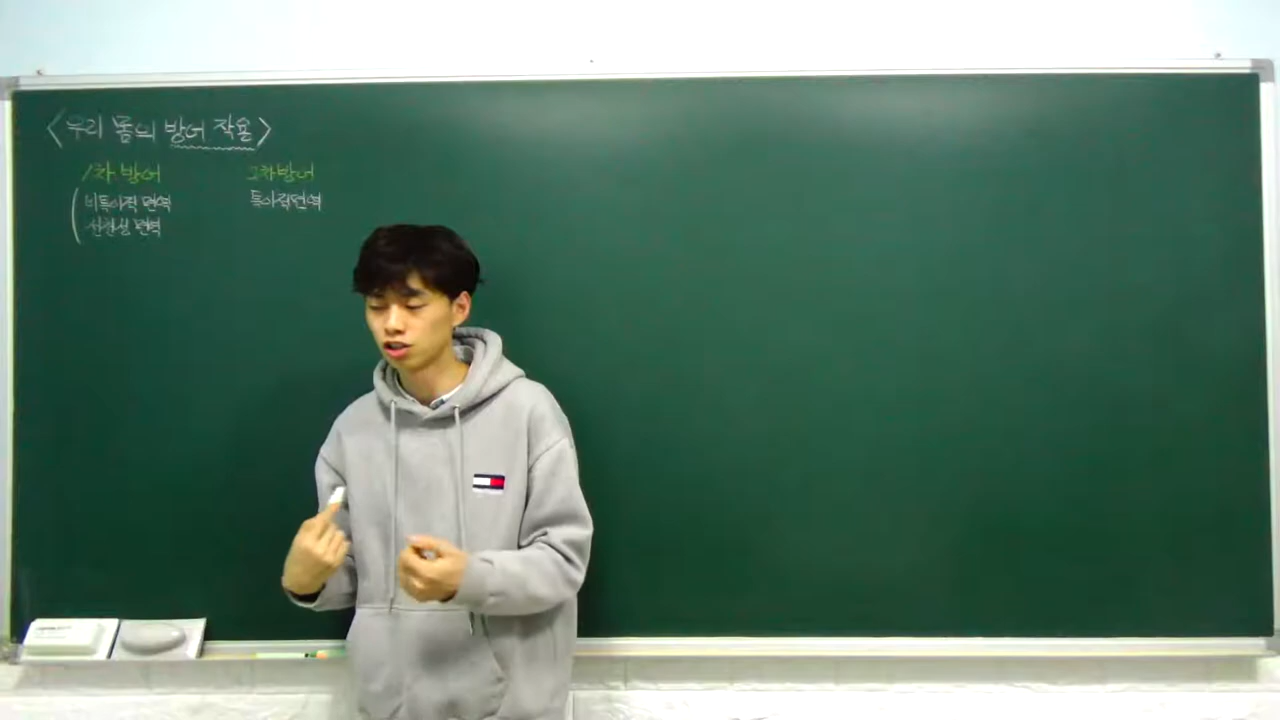 <우리 몸의 방어 작용>
1차 방어 2차 방어
비특이적 면역 특이적 면역
선천성 면역